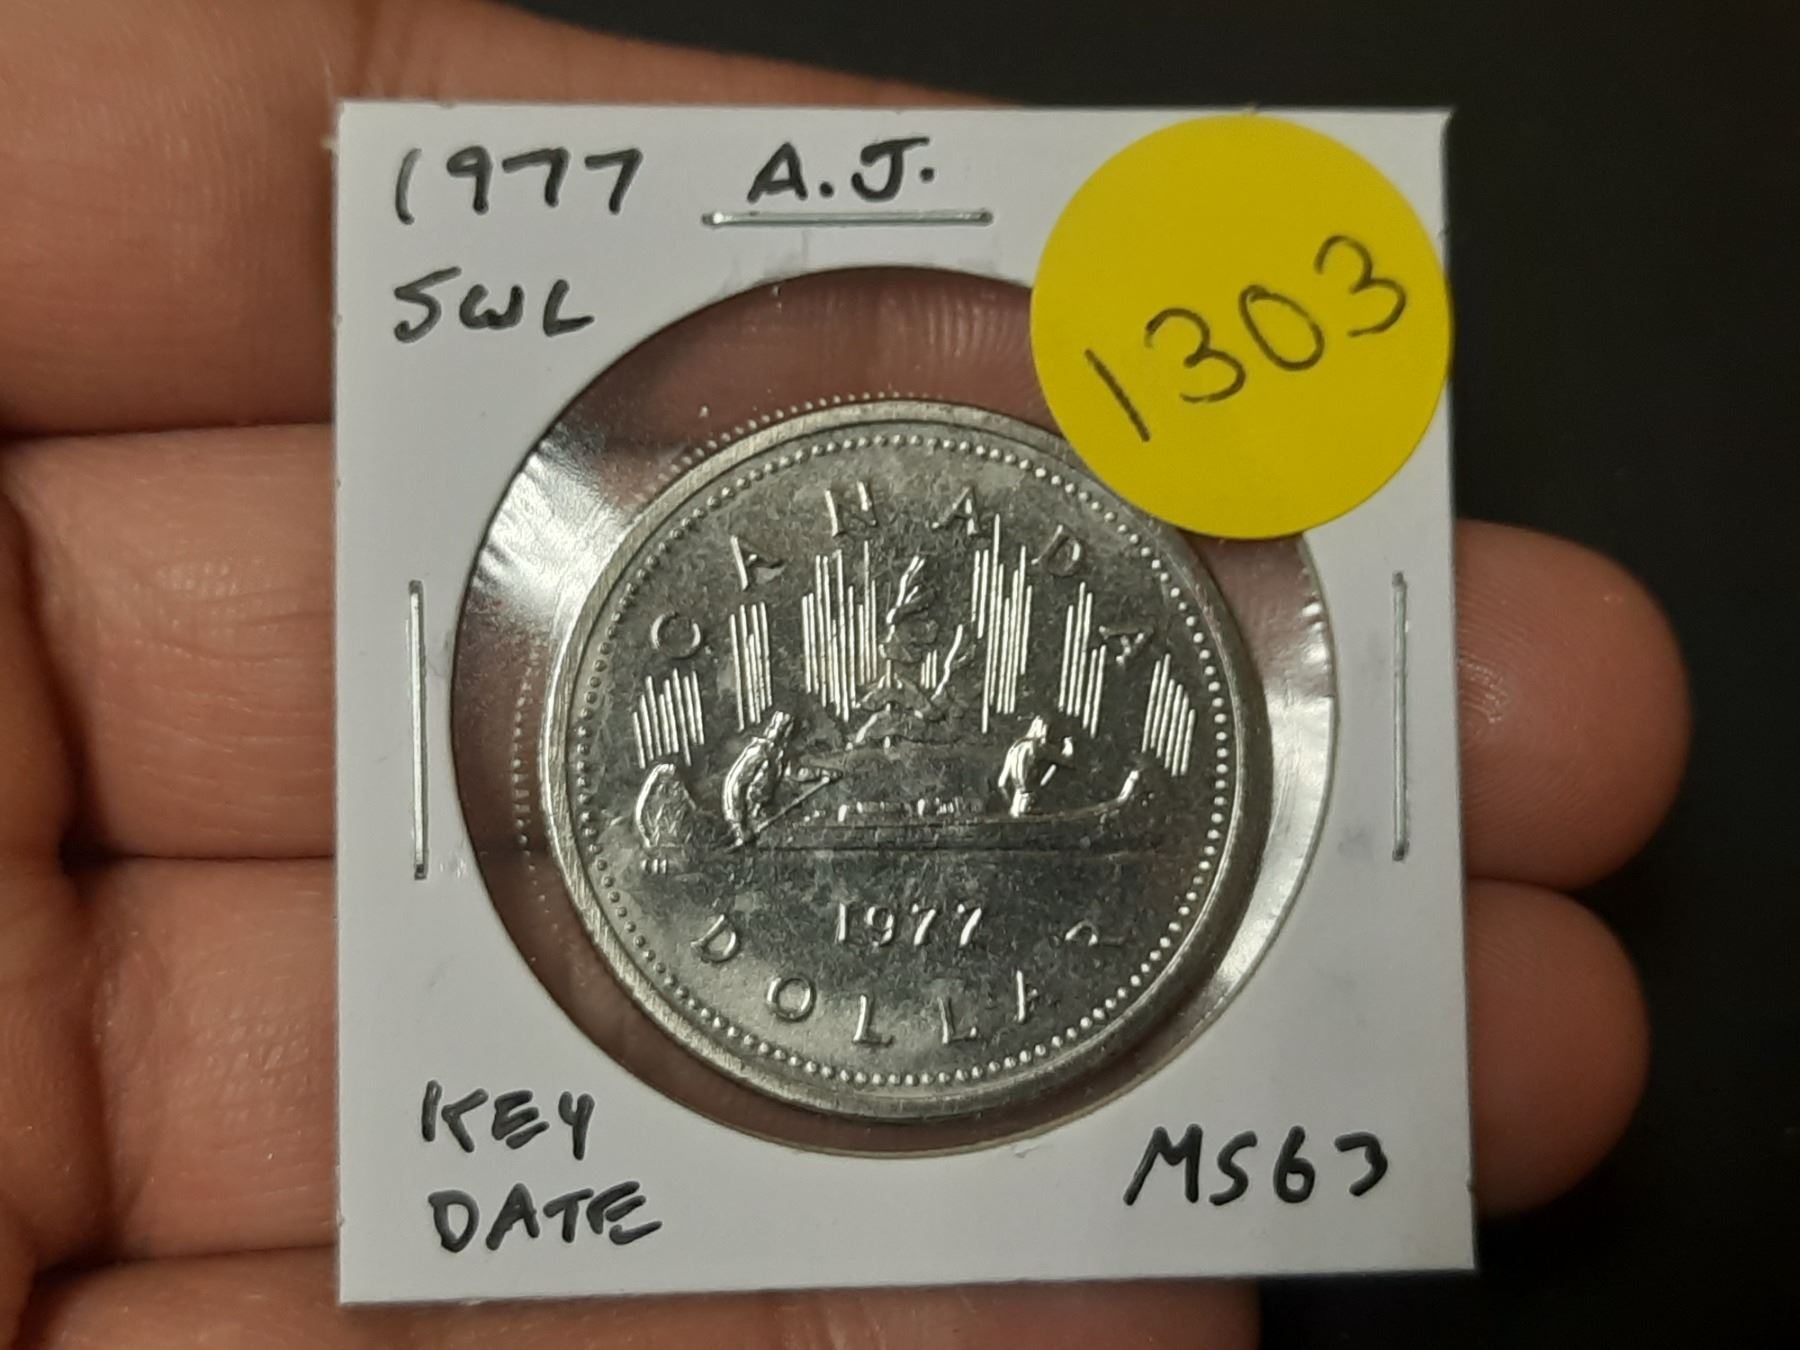 1977 A.J.
SWL
1303
CANADA
1977
DOLLAR
KEY
DATE
MS63